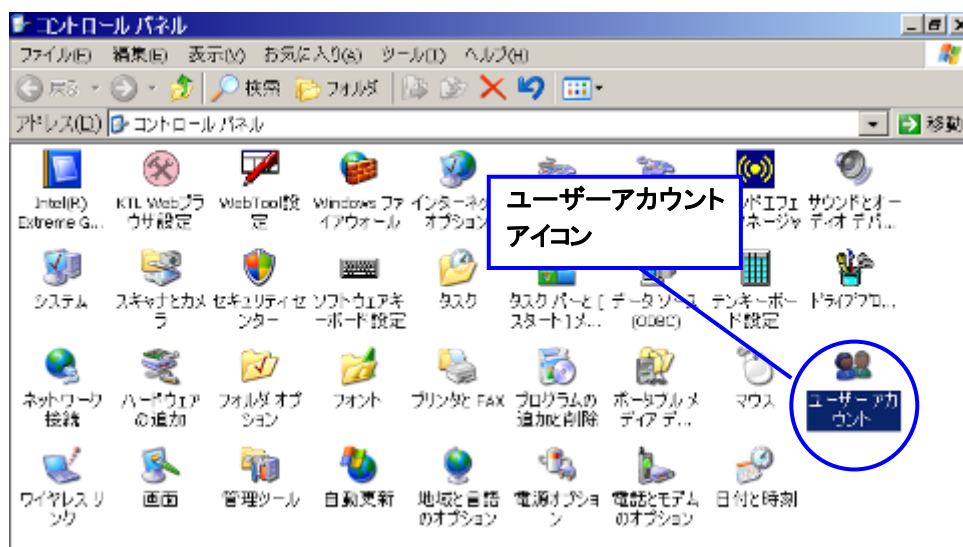 コントロール パネル
ファイル(F) 編集(E) 表示(V) お気に入り(A) ツール(T) ヘルプ(H)
戻る 検索 フォルダ
アドレス(D) コントロール パネル 移動
Intel(R)
Extreme G...
KTL Webブラ
ウザ設定
WebTool設
定
Windows ファ
イアウォール
インターネッ
オプション
ユーザーアカウント
アイコン
サウンドとオー
ディオ デバ...
システム
スキャナとカメ
ラ
セキュリティ セ
ンター
ソフトウェアキ
ーボード設定
タスク
タスク バーと [
スタート] メ...
データ ソース
(ODBC)
テンキーボー
ド設定
ネットワーク
接続
ハードウェア
の追加
フォルダ オプ
ション
フォント
プリンタと FAX
プログラムの
追加と削除
ポータブル メ
ディア デ...
マウス
ユーザー アカ
ウント
ワイヤレス リ
ンク
画面
管理ツール
自動更新
地域と言語
のオプション
電源オプショ
ン
電話とモデム
のオプション
日付と時刻